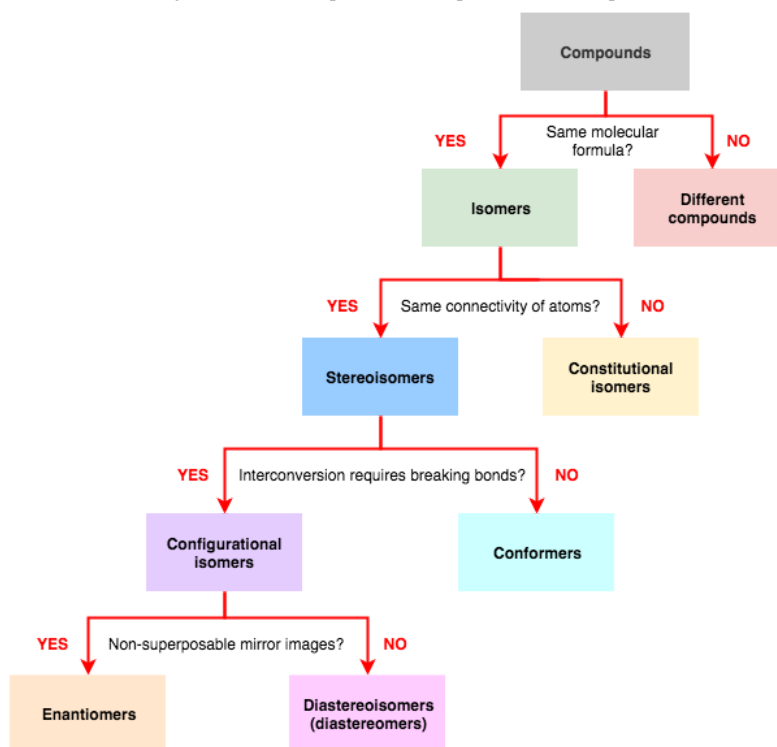 Compounds
YES
Same molecular
formula?
NO
Isomers
Different
compounds
YES
Same connectivity of atoms?
NO
Stereoisomers
Constitutional
isomers
YES
Interconversion requires breaking bonds?
NO
Configurational
isomers
Conformers
YES
Non-superposable mirror images?
NO
Enantiomers
Diastereoisomers
(diastereomers)